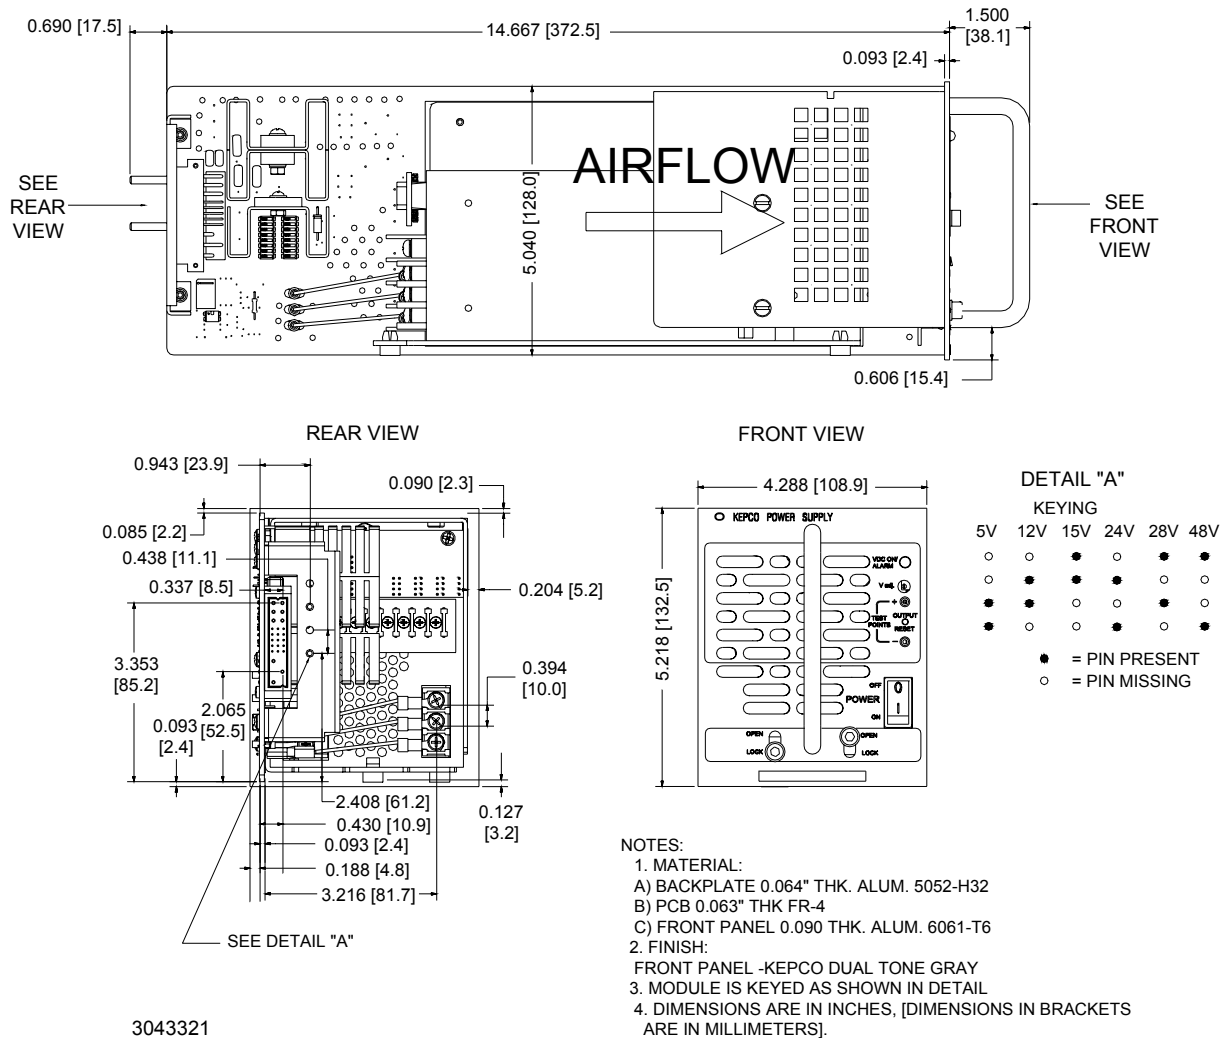 0.690 [17.5]
14.667 [372.5]
1.500
[38.1]
0.093 [2.4]
AIRFLOW
5.040 [128.0]
SEE
REAR
VIEW
SEE
FRONT
VIEW
0.606 [15.4]
REAR VIEW
0.943 [23.9]
0.090 [2.3]
0.085 [2.2]
0.438 [11.1]
0.337 [8.5]
0.204 [5.2]
3.353
[85.2]
2.065
[52.5]
0.093
[2.4]
0.394
[10.0]
2.408 [61.2]
0.430 [10.9]
0.093 [2.4]
0.188 [4.8]
3.216 [81.7]
0.127
[3.2]
SEE DETAIL "A"
3043321
FRONT VIEW
4.288 [108.9]
5.218 [132.5]
KEPCO POWER SUPPLY
VDC ON/
ALARM
V adj.
+
TEST
POINTS
OUTPUT
RESET
−
OFF
POWER
O
I
ON
OPEN
LOCK
OPEN
LOCK
DETAIL "A"
KEYING
5V 12V 15V 24V 28V 48V
= PIN PRESENT
= PIN MISSING
NOTES:
1. MATERIAL:
A) BACKPLATE 0.064" THK. ALUM. 5052-H32
B) PCB 0.063" THK FR-4
C) FRONT PANEL 0.090 THK. ALUM. 6061-T6
2. FINISH:
FRONT PANEL -KEPCO DUAL TONE GRAY
3. MODULE IS KEYED AS SHOWN IN DETAIL
4. DIMENSIONS ARE IN INCHES, [DIMENSIONS IN BRACKETS
ARE IN MILLIMETERS].